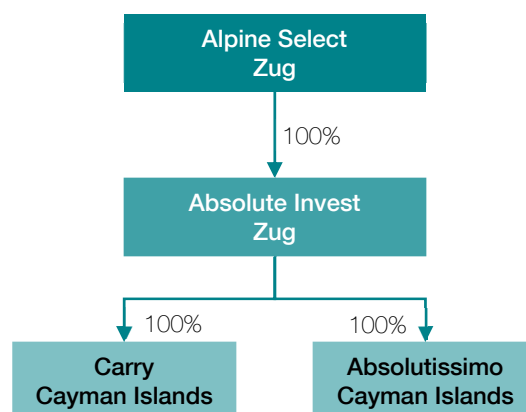 Alpine Select
Zug
100%
Absolute Invest
Zug
100%
100%
Carry
Cayman Islands
Absolutissimo
Cayman Islands